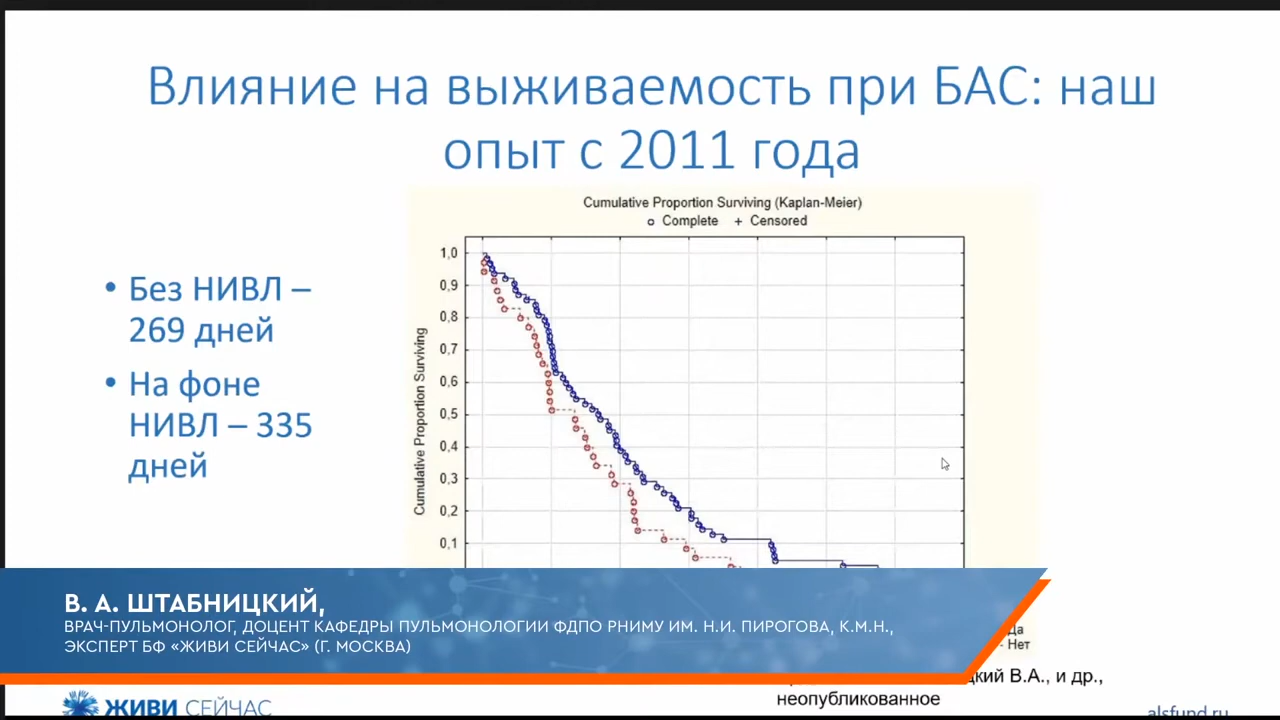 Влияние на выживаемость при БАС: наш
опыт с 2011 года
• Без НИВЛ –
269 дней
• На фоне
НИВЛ – 335
дней
Cumulative Proportion Surviving (Kaplan-Meier)
Complete + Censored
Cumulative Proportion Surviving
1,0
0,9
0,8
0,7
0,6
0,5
0,4
0,3
0,2
0,1
Да
Нет
В. А. ШТАБНИЦКИЙ,
ВРАЧ-ПУЛЬМОНОЛОГ, ДОЦЕНТ КАФЕДРЫ ПУЛЬМОНОЛОГИИ ФДПО РНИМУ ИМ. Н.И. ПИРОГОВА, К.М.Н.,
ЭКСПЕРТ БФ «ЖИВИ СЕЙЧАС» (Г. МОСКВА)
В.А., и др.,
неопубликованное
ЖИВИ СЕЙЧАС
alsfund.ru